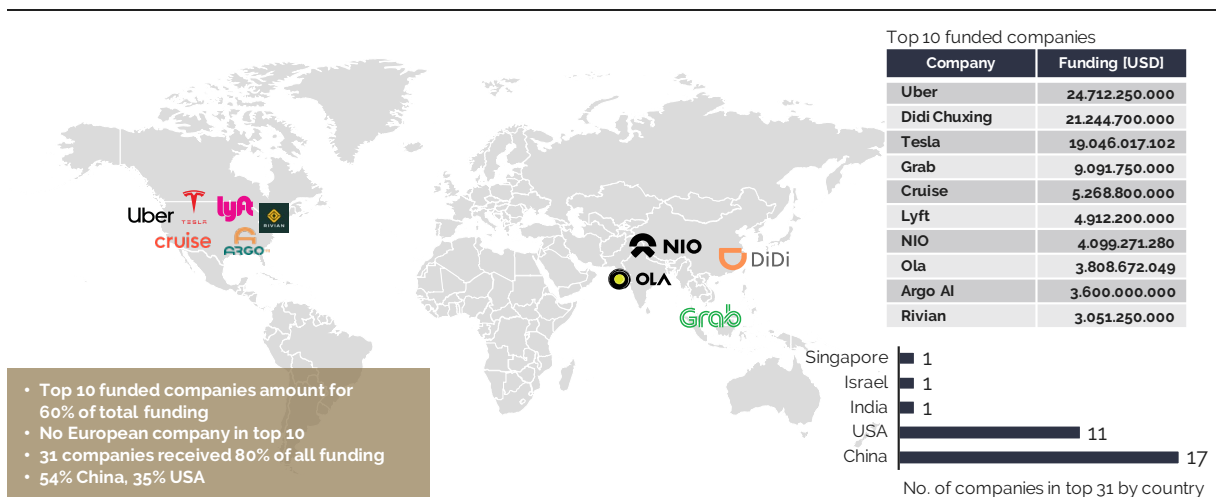 Top 10 funded companies
Company Funding [USD]
Uber 24.712.250.000
Didi Chuxing 21.244.700.000
Tesla 19.046.017.102
Grab 9.091.750.000
Cruise 5.268.800.000
Lyft 4.912.200.000
NIO 4.099.271.280
Ola 3.808.672.049
Argo AI 3.600.000.000
Rivian 3.051.250.000
Uber
TESLA
lyft
RIVIAN
cruise
ARGO
NIO
DiDi
OLA
Grab
• Top 10 funded companies amount for
60% of total funding
• No European company in top 10
• 31 companies received 80% of all funding
• 54% China, 35% USA
Singapore 1
Israel 1
India 1
USA 11
China 17
No. of companies in top 31 by country